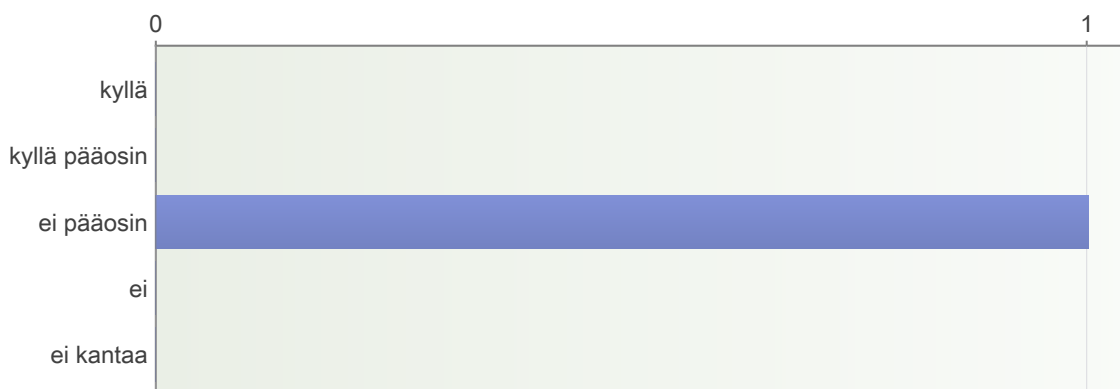 0 1
kyllä
kyllä pääosin
ei pääosin
ei
ei kantaa